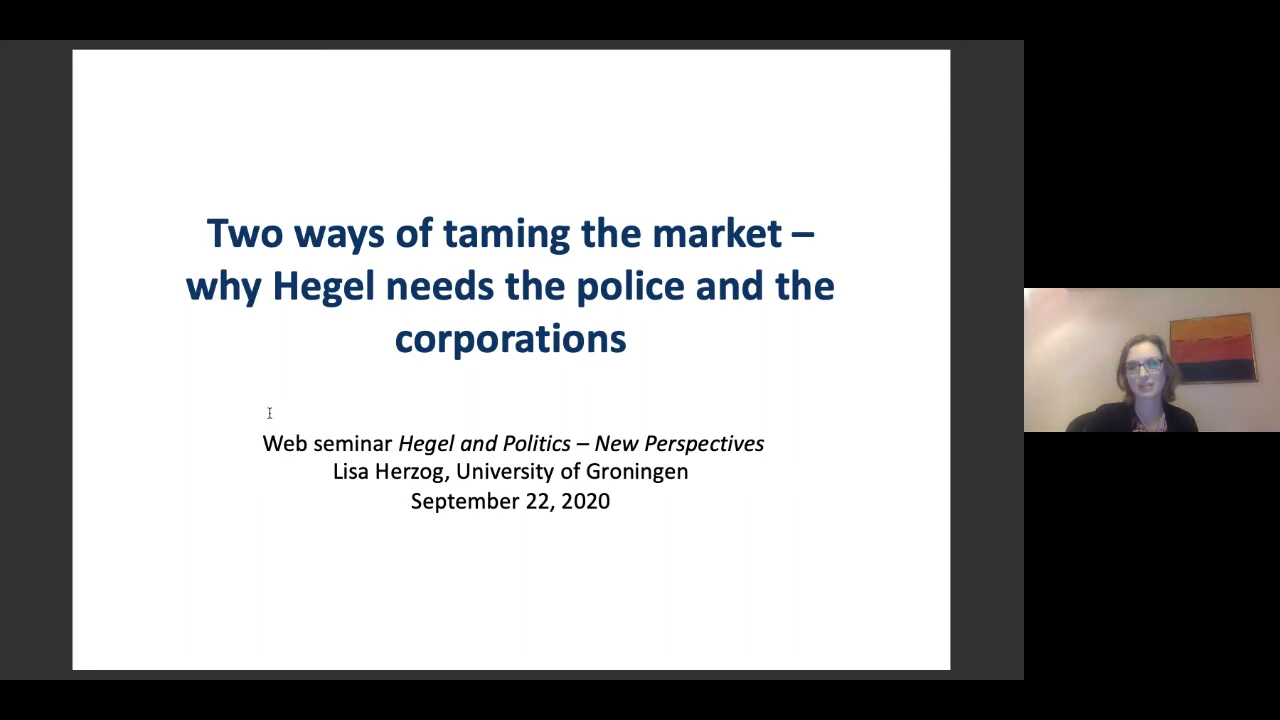 Two ways of taming the market –
why Hegel needs the police and the
corporations
Web seminar Hegel and Politics – New Perspectives
Lisa Herzog, University of Groningen
September 22, 2020